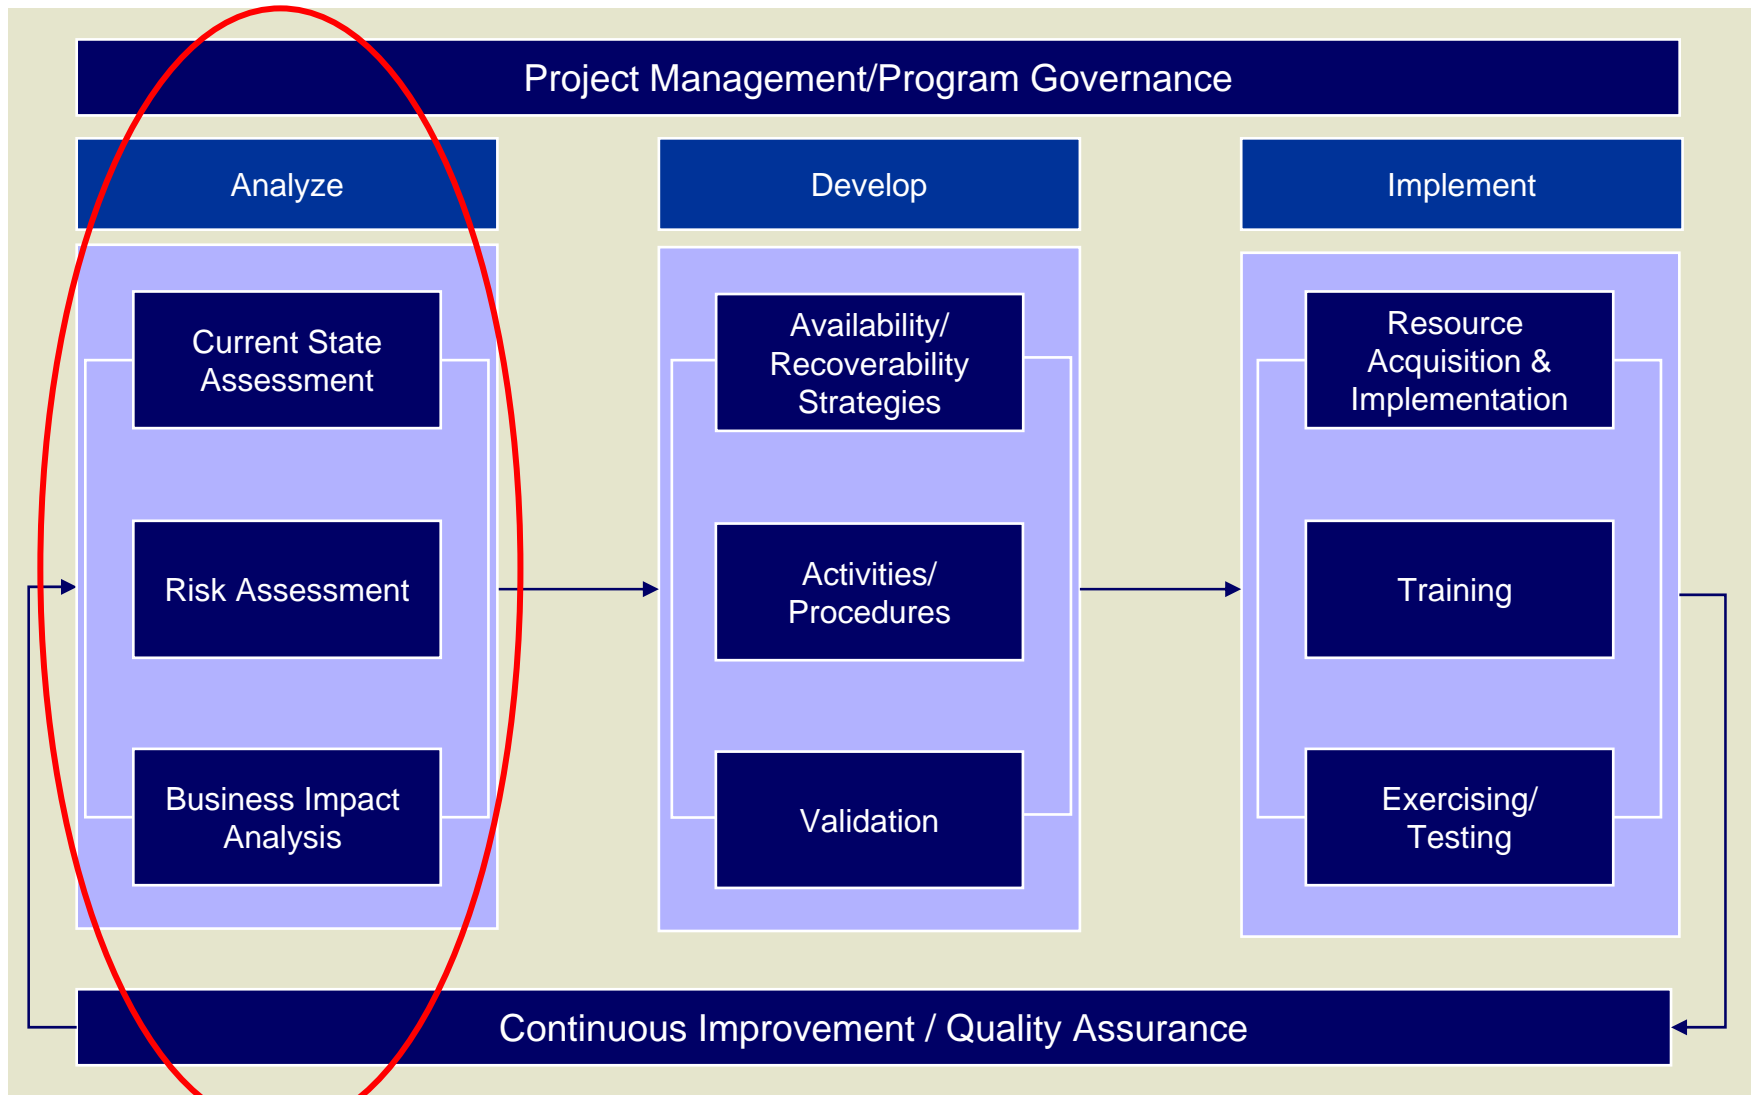 Project Management/Program Governance
Analyze
Develop
Implement
Current State
Assessment
Risk Assessment
Business Impact
Analysis
Availability/
Recoverability
Strategies
Activities/
Procedures
Validation
Resource
Acquisition &
Implementation
Training
Exercising/
Testing
Continuous Improvement / Quality Assurance